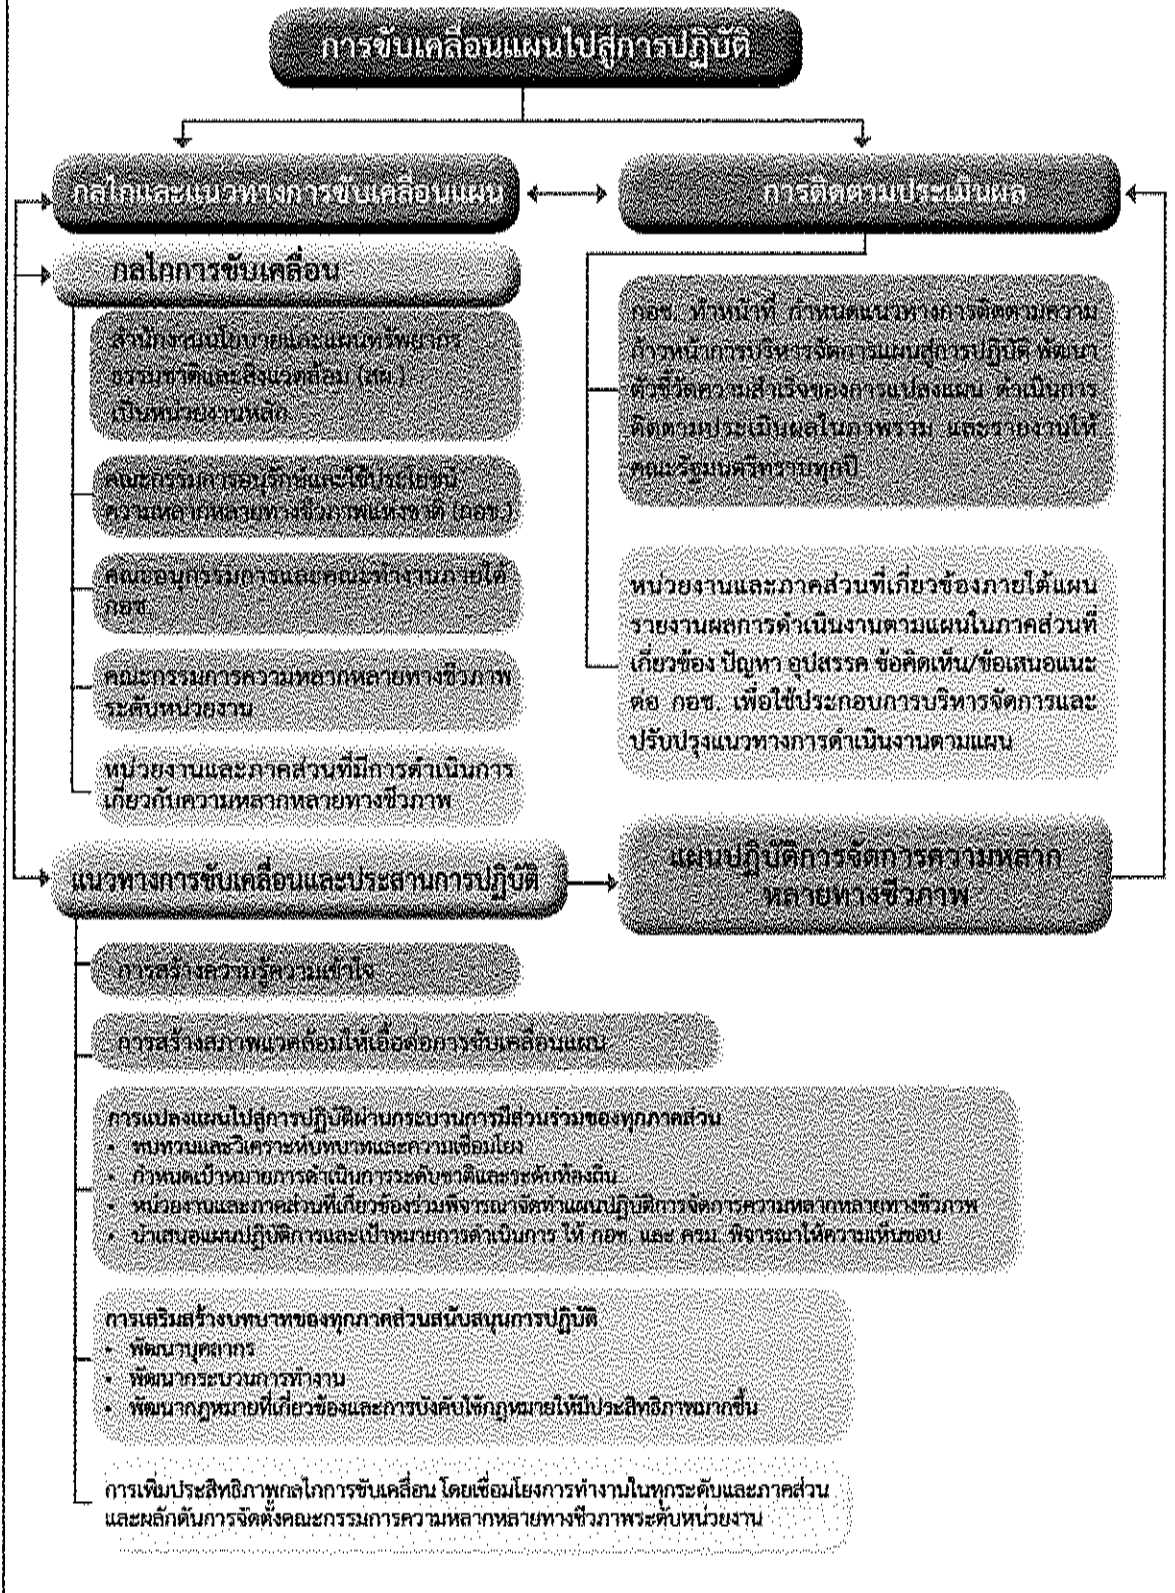 การขับเคลื่อนแผนไปสู่การปฏิบัติ
กลไกและแนวทางการขับเคลื่อนแผน
กลไกการขับเคลื่อน
สำนักงานนโยบายและแผนทรัพยากร
ธรรมชาติและสิ่งแวดล้อม (สผ.)
เป็นหน่วยงานหลัก
คณะกรรมการอนุรักษ์และใช้ประโยชน์
ความหลากหลายทางชีวภาพแห่งชาติ (กอช.)
คณะอนุกรรมการและคณะทำงานภายใต้
กอช.
คณะกรรมการความหลากหลายทางชีวภาพ
ระดับหน่วยงาน
หน่วยงานและภาคส่วนที่มีการดำเนินการ
เกี่ยวกับความหลากหลายทางชีวภาพ
การติดตามประเมินผล
กอช. ทำหน้าที่ กำหนดแนวทางการติดตามความ
ก้าวหน้าการบริหารจัดการแผนสู่การปฏิบัติ พัฒนา
ตัวชี้วัดความสำเร็จของการแปลงแผน ดำเนินการ
ติดตามประเมินผลในภาพรวม และรายงานให้
คณะรัฐมนตรีทราบทุกปี
หน่วยงานและภาคส่วนที่เกี่ยวข้องภายใต้แผน
รายงานผลการดำเนินงานตามแผนในภาคส่วนที่
เกี่ยวข้อง ปัญหา อุปสรรค ข้อคิดเห็น/ข้อเสนอแนะ
ต่อ กอช. เพื่อใช้ประกอบการบริหารจัดการและ
ปรับปรุงแนวทางการดำเนินงานตามแผน
แนวทางการขับเคลื่อนและประสานการปฏิบัติ
แผนปฏิบัติการจัดการความหลาก
หลายทางชีวภาพ
การสร้างความรู้ความเข้าใจ
การสร้างสภาพแวดล้อมให้เอื้อต่อการขับเคลื่อนแผน
การแปลงแผนไปสู่การปฏิบัติผ่านกระบวนการมีส่วนร่วมของทุกภาคส่วน
• ทบทวนและวิเคราะห์บทบาทและความเชื่อมโยง
• กำหนดเป้าหมายการดำเนินการระดับชาติและระดับท้องถิ่น
• หน่วยงานและภาคส่วนที่เกี่ยวข้องร่วมพิจารณาจัดทำแผนปฏิบัติการจัดการความหลากหลายทางชีวภาพ
• นำเสนอแผนปฏิบัติการและเป้าหมายการดำเนินการ ให้ กอช. และ ครม. พิจารณาให้ความเห็นชอบ
การเสริมสร้างบทบาทของทุกภาคส่วนสนับสนุนการปฏิบัติ
• พัฒนาบุคลากร
• พัฒนากระบวนการทำงาน
• พัฒนากฎหมายที่เกี่ยวข้องและการบังคับใช้กฎหมายให้มีประสิทธิภาพมากขึ้น
การเพิ่มประสิทธิภาพกลไกการขับเคลื่อน โดยเชื่อมโยงการทำงานในทุกระดับและภาคส่วน
และผลักดันการจัดตั้งคณะกรรมการความหลากหลายทางชีวภาพระดับหน่วยงาน